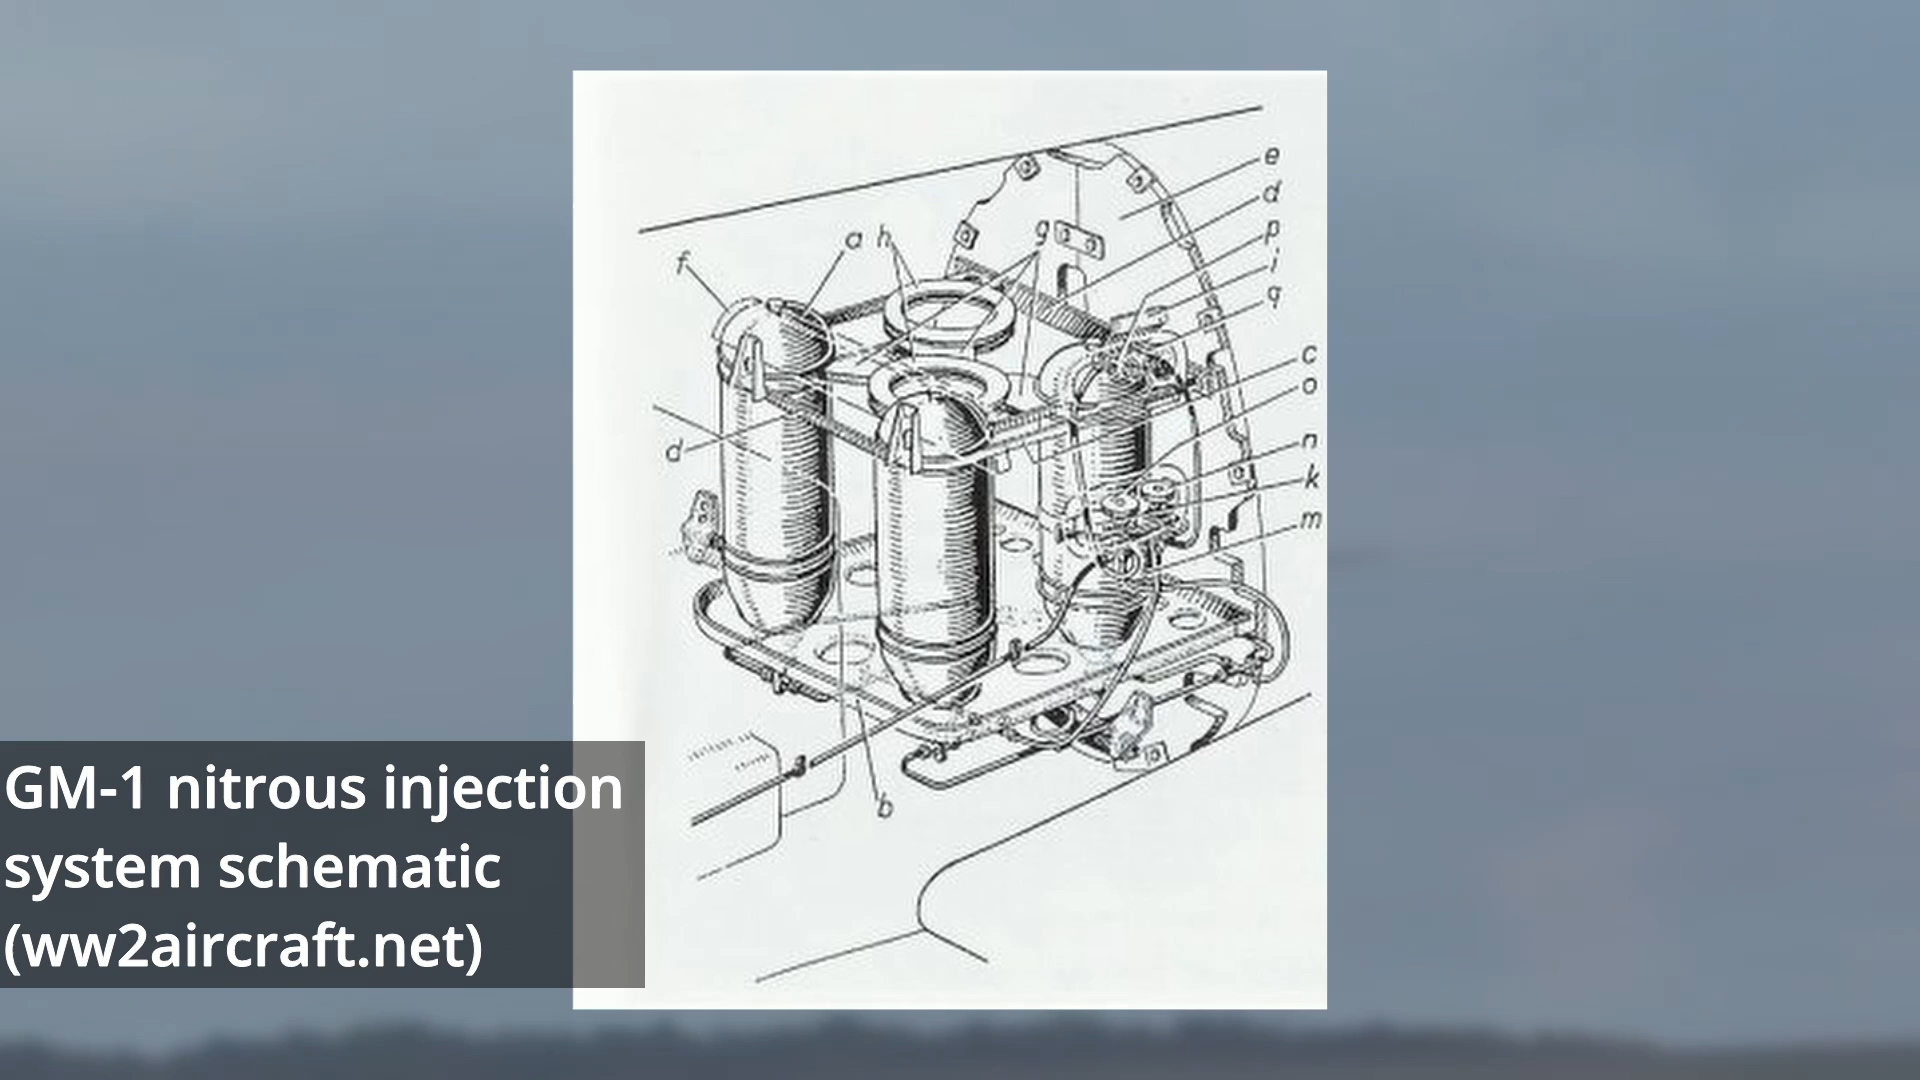 e
d
p
i
q
a h g
f
c
o
d
n
k
m
b
GM-1 nitrous injection
system schematic
(ww2aircraft.net)